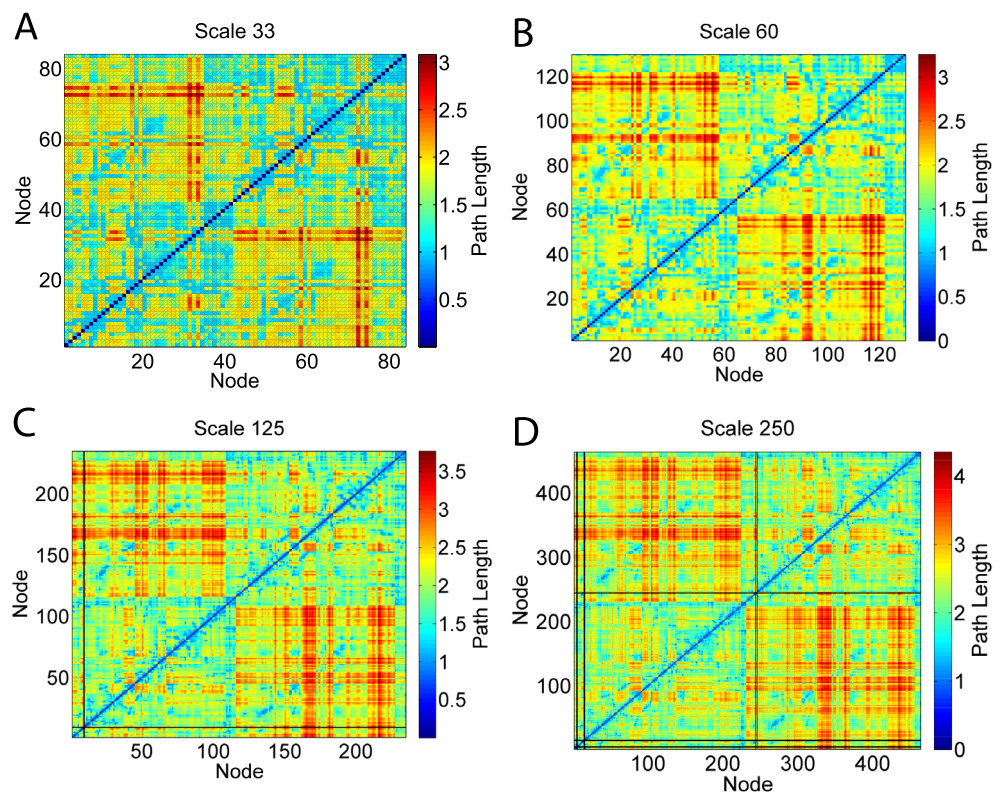 A
Scale 33
80
60
40
20
Node
20 40 60 80
Node
3
2.5
2
1.5
1
0.5
Path Length
B
Scale 60
120
100
80
60
40
20
Node
20 40 60 80 100 120
Node
3
2.5
2
1.5
1
0.5
0
Path Length
C
Scale 125
200
150
100
50
Node
50 100 150 200
Node
3.5
3
2.5
2
1.5
1
0.5
Path Length
D
Scale 250
400
300
200
100
Node
100 200 300 400
Node
4
3
2
1
0
Path Length